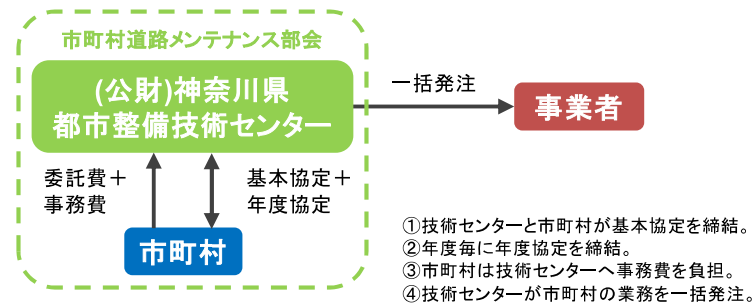 市町村道路メンテナンス部会
(公財)神奈川県
都市整備技術センター
一括発注
事業者
委託費＋
事務費
基本協定＋
年度協定
市町村
①技術センターと市町村が基本協定を締結。
②年度毎に年度協定を締結。
③市町村は技術センターへ事務費を負担。
④技術センターが市町村の業務を一括発注。